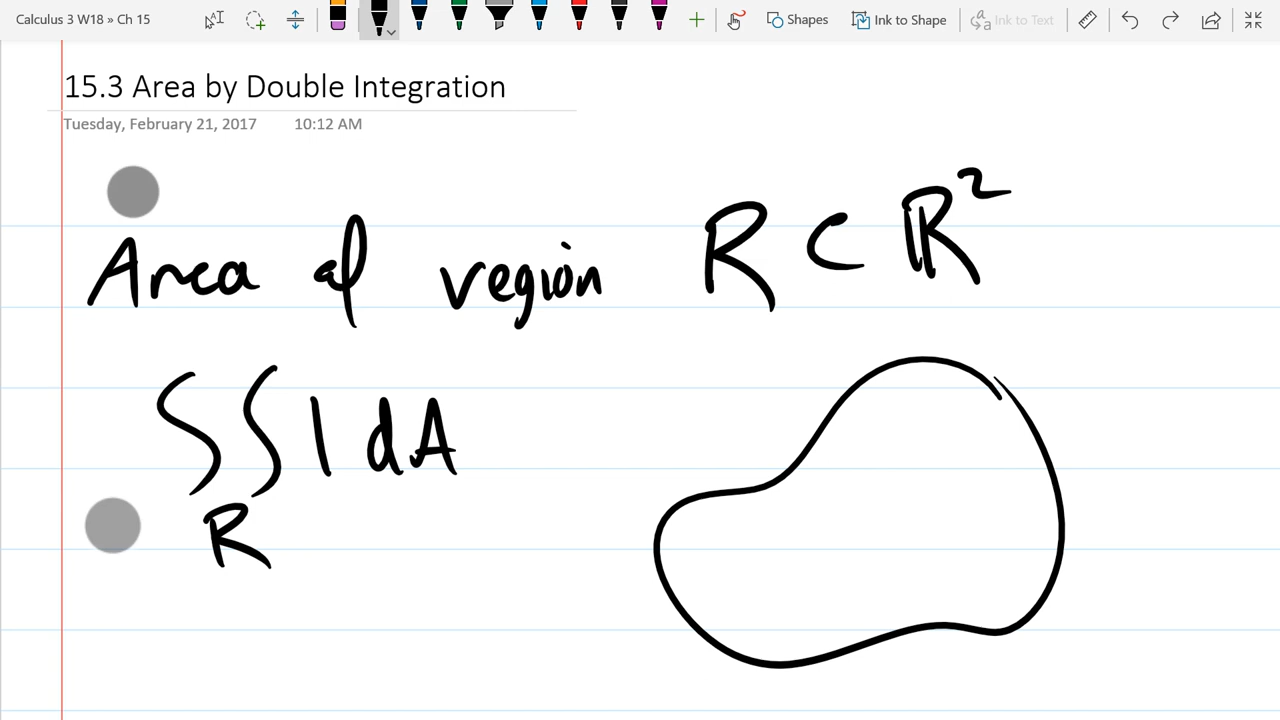 Calculus 3 W18 » Ch 15
Shapes
Ink to Shape
Ink to Text
15.3 Area by Double Integration
Tuesday, February 21, 2017 10:12 AM
Area of region R ⊂ ℝ²
∫∫ 1 dA
R